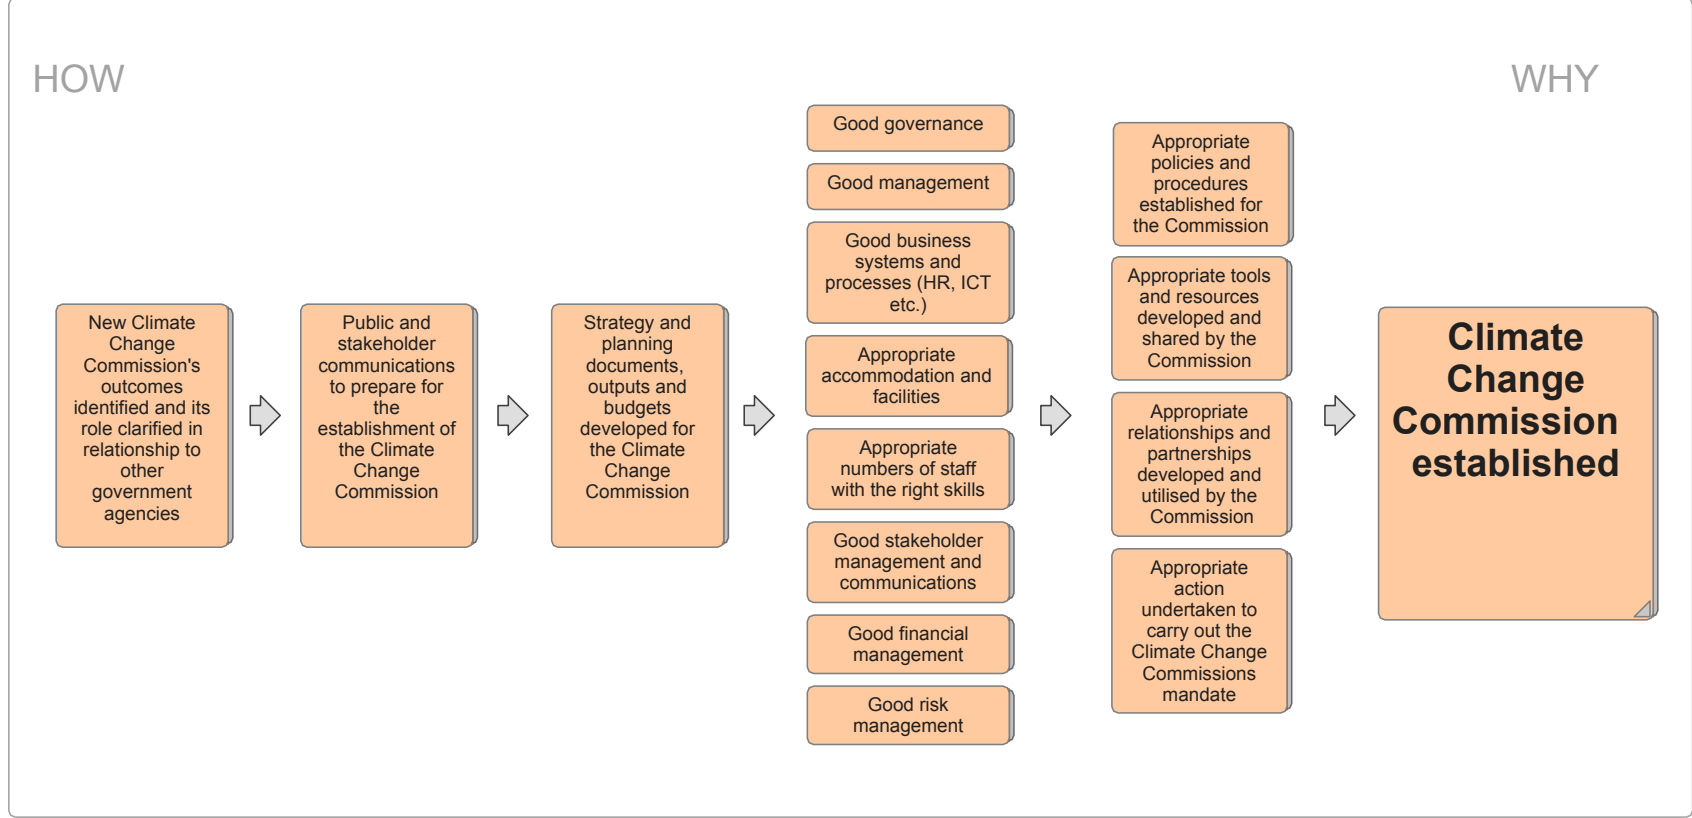 HOW
WHY
New Climate
Change
Commission's
outcomes
identified and its
role clarified in
relationship to
other
government
agencies
Public and
stakeholder
communications
to prepare for
the
establishment of
the Climate
Change
Commission
Strategy and
planning
documents,
outputs and
budgets
developed for
the Climate
Change
Commission
Good governance
Good management
Good business
systems and
processes (HR, ICT
etc.)
Appropriate
accommodation and
facilities
Appropriate
numbers of staff
with the right skills
Good stakeholder
management and
communications
Good financial
management
Good risk
management
Appropriate
policies and
procedures
established for
the Commission
Appropriate tools
and resources
developed and
shared by the
Commission
Appropriate
relationships and
partnerships
developed and
utilised by the
Commission
Appropriate
action
undertaken to
carry out the
Climate Change
Commissions
mandate
Climate
Change
Commission
established